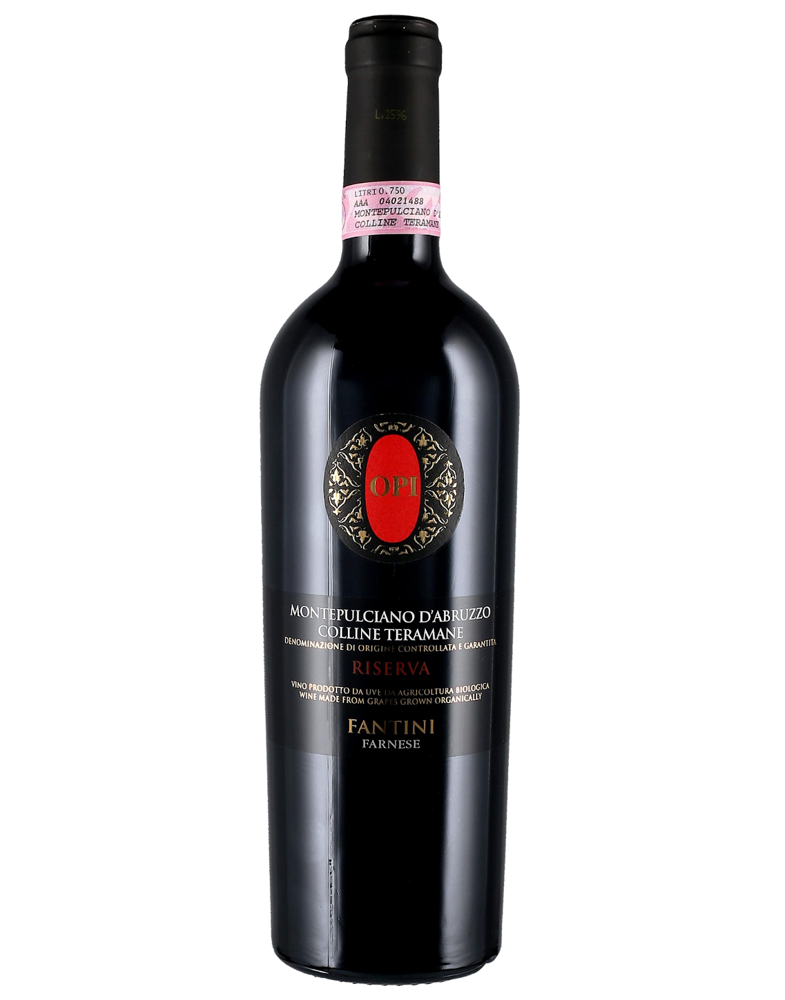 L.2596
LITRI 0.750
AAA 04021488
MONTEPULCIANO D'A
COLLINE TERAMANE
OPI
MONTEPULCIANO D'ABRUZZO
COLLINE TERAMANE
DENOMINAZIONE DI ORIGINE CONTROLLATA E GARANTITA
RISERVA
VINO PRODOTTO DA UVE DA AGRICOLTURA BIOLOGICA
WINE MADE FROM GRAPES GROWN ORGANICALLY
FANTINI
FARNESE